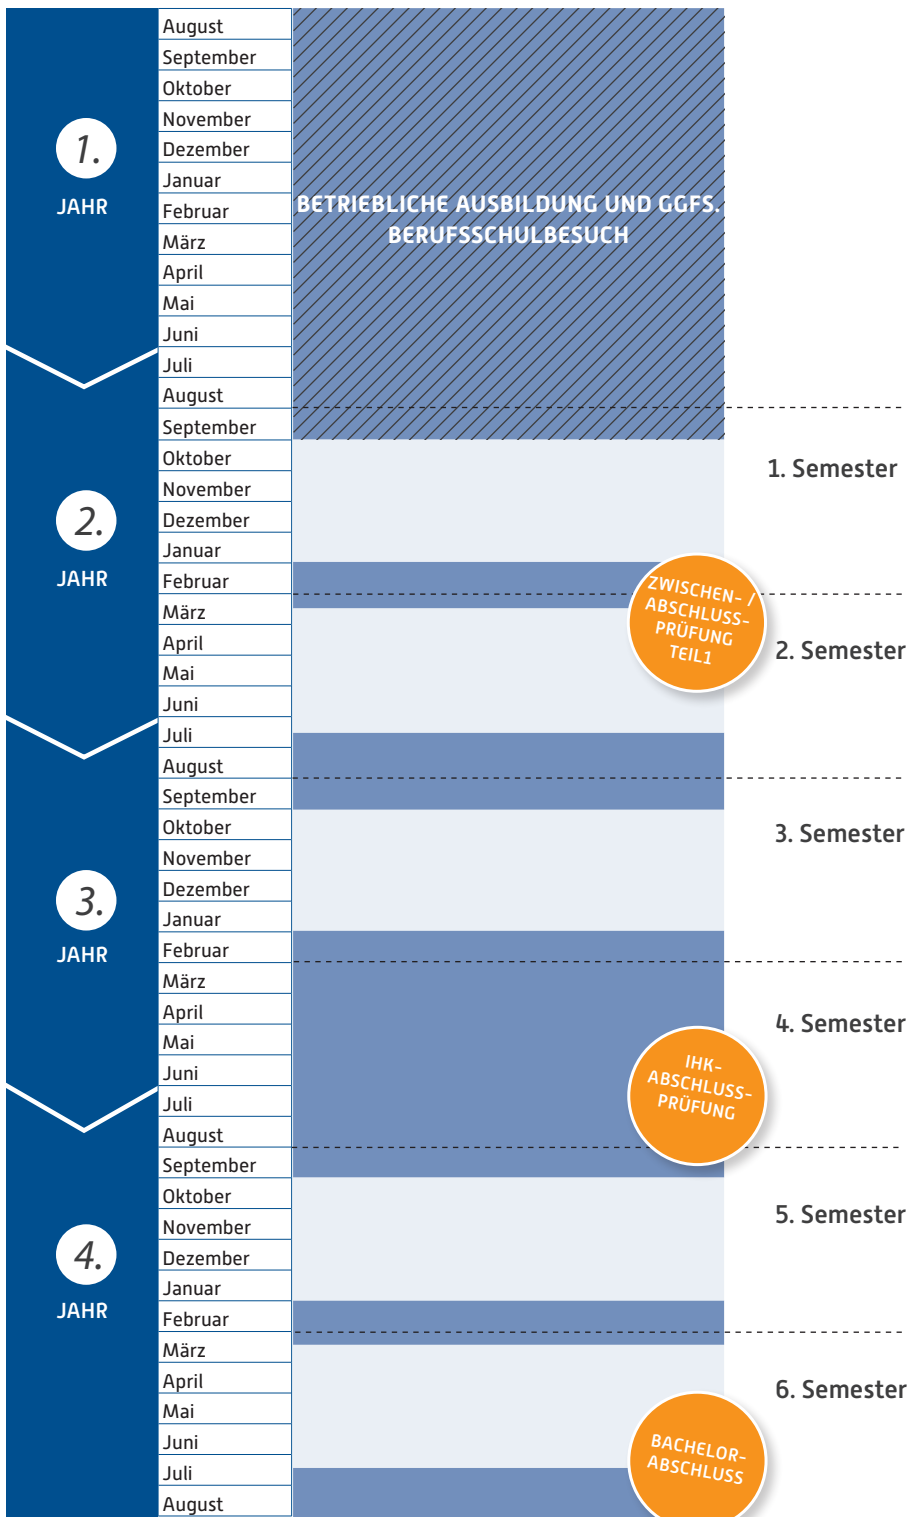 1.
JAHR
August
September
Oktober
November
Dezember
Januar
Februar
März
April
Mai
Juni
Juli
BETRIEBLICHE AUSBILDUNG UND GGFS.
BERUFSSCHULBESUCH
2.
JAHR
August
September
Oktober
November
Dezember
Januar
Februar
März
April
Mai
Juni
Juli
1. Semester
ZWISCHEN- /
ABSCHLUSS-
PRÜFUNG
TEIL1
2. Semester
3.
JAHR
August
September
Oktober
November
Dezember
Januar
Februar
März
April
Mai
Juni
Juli
3. Semester
4. Semester
IHK-
ABSCHLUSS-
PRÜFUNG
4.
JAHR
August
September
Oktober
November
Dezember
Januar
Februar
März
April
Mai
Juni
Juli
August
5. Semester
6. Semester
BACHELOR-
ABSCHLUSS